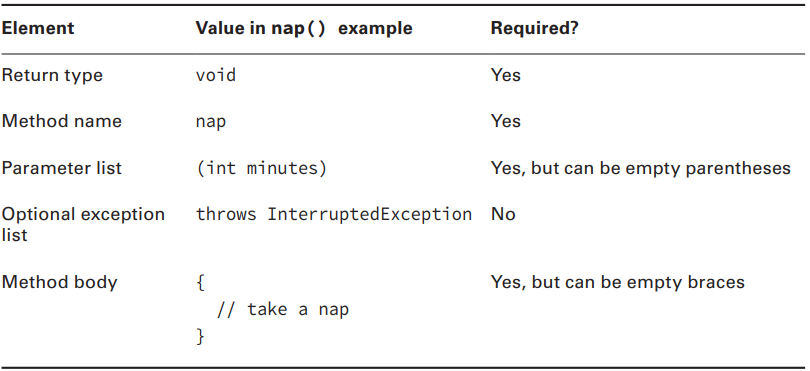 Element Value in nap() example Required?
Return type void Yes
Method name nap Yes
Parameter list (int minutes) Yes, but can be empty parentheses
Optional exception throws InterruptedException No
list
Method body { Yes, but can be empty braces
// take a nap
}